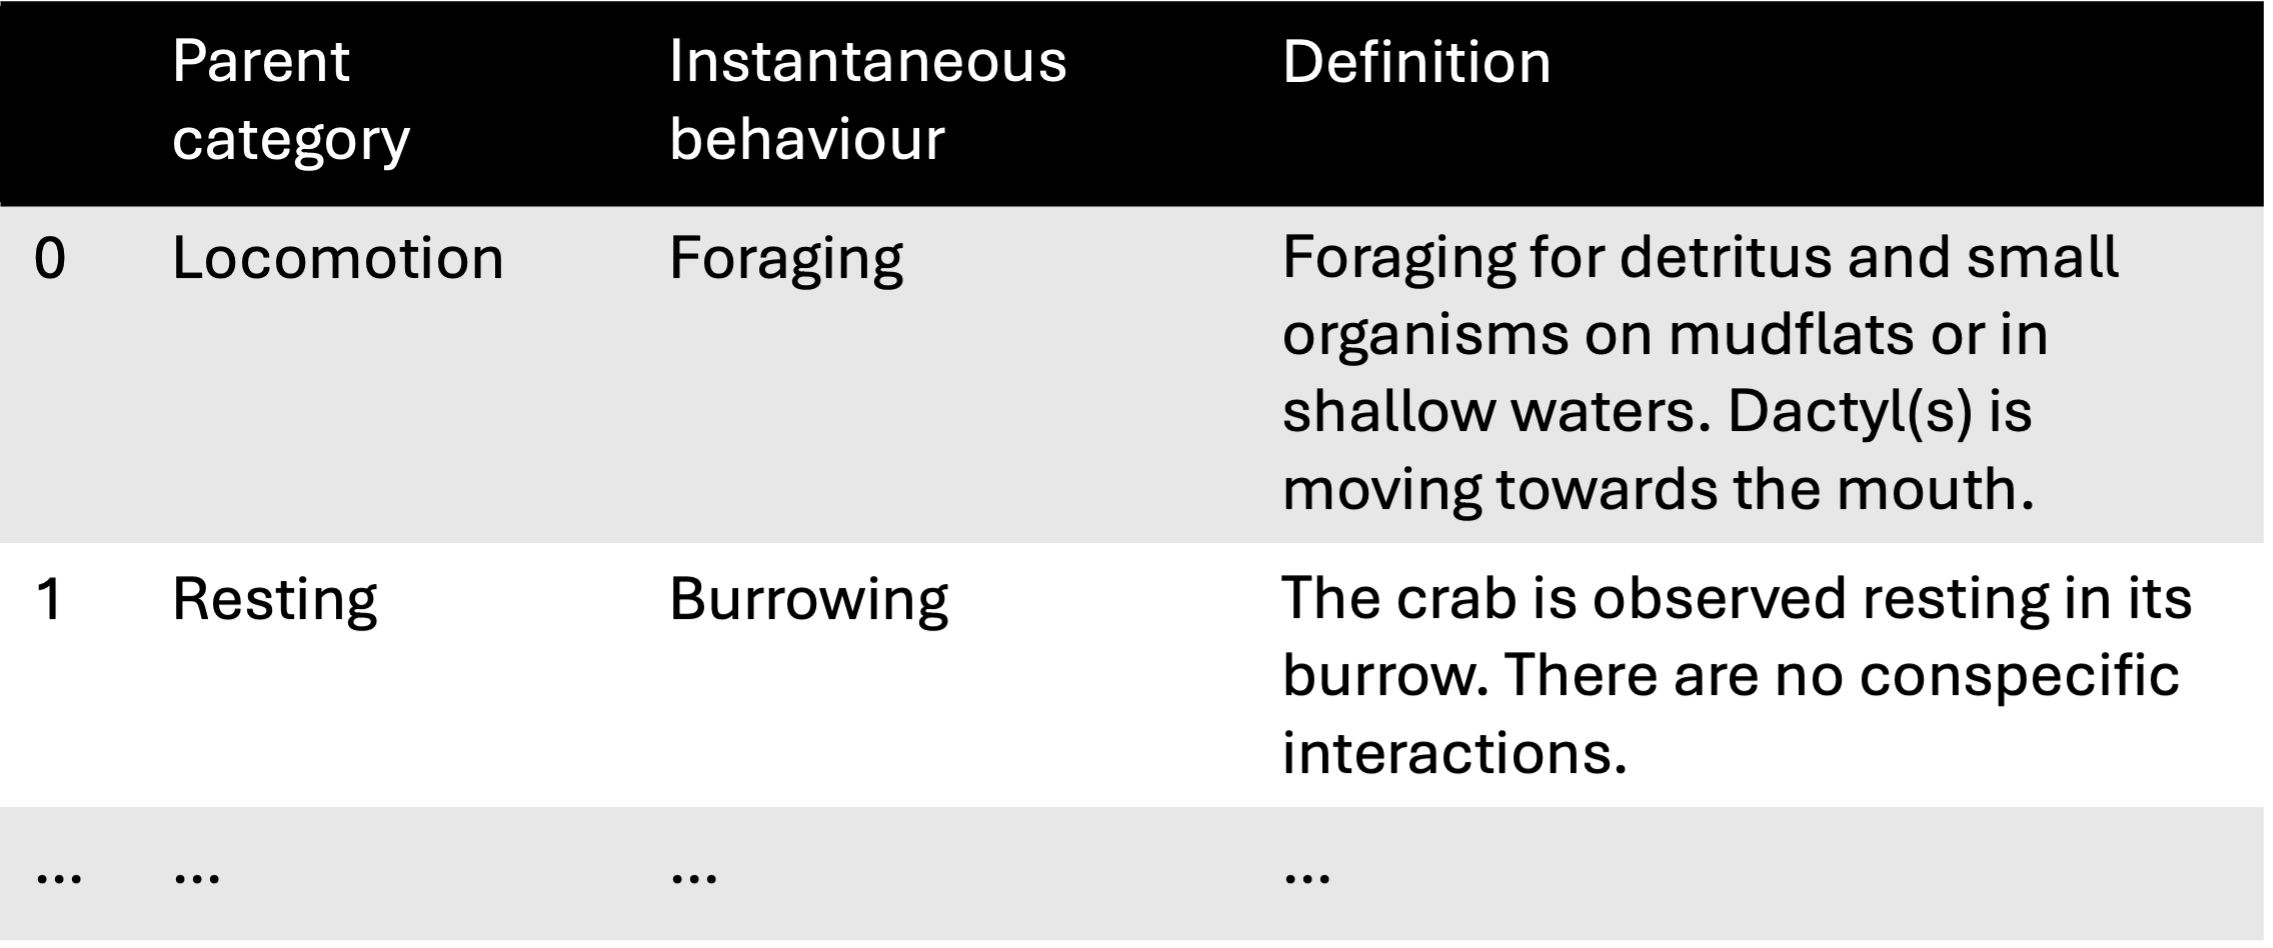 Parent category
Instantaneous behaviour
Definition
0
Locomotion
Foraging
Foraging for detritus and small
organisms on mudflats or in
shallow waters. Dactyl(s) is
moving towards the mouth.
1
Resting
Burrowing
The crab is observed resting in its
burrow. There are no conspecific
interactions.
...
...
...
...